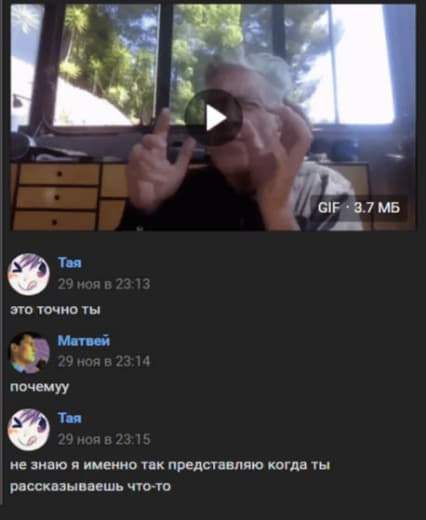 GIF · 3.7 МБ
Тая
29 ноя в 23:13
это точно ты
Матвей
29 ноя в 23:14
почемуу
Тая
29 ноя в 23:15
не знаю я именно так представляю когда ты
рассказываешь что-то